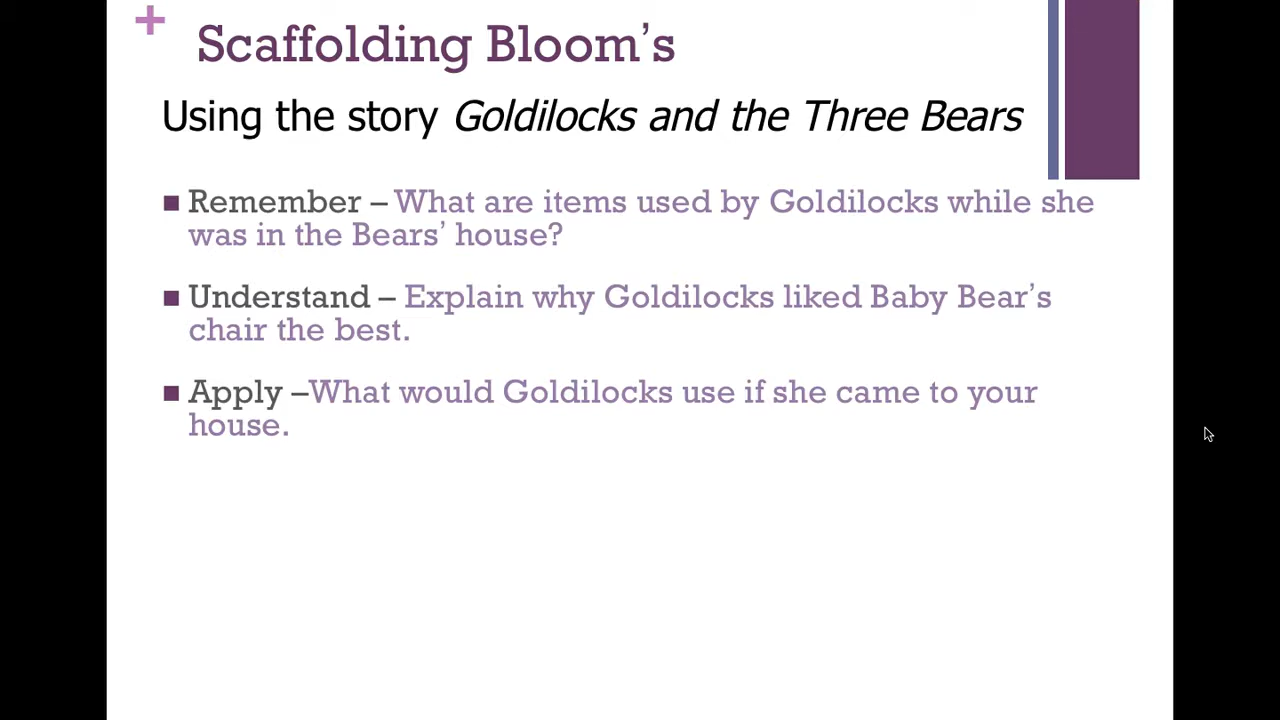 +
Scaffolding Bloom’s
Using the story Goldilocks and the Three Bears
■ Remember – What are items used by Goldilocks while she
was in the Bears’ house?
■ Understand – Explain why Goldilocks liked Baby Bear’s
chair the best.
■ Apply –What would Goldilocks use if she came to your
house.